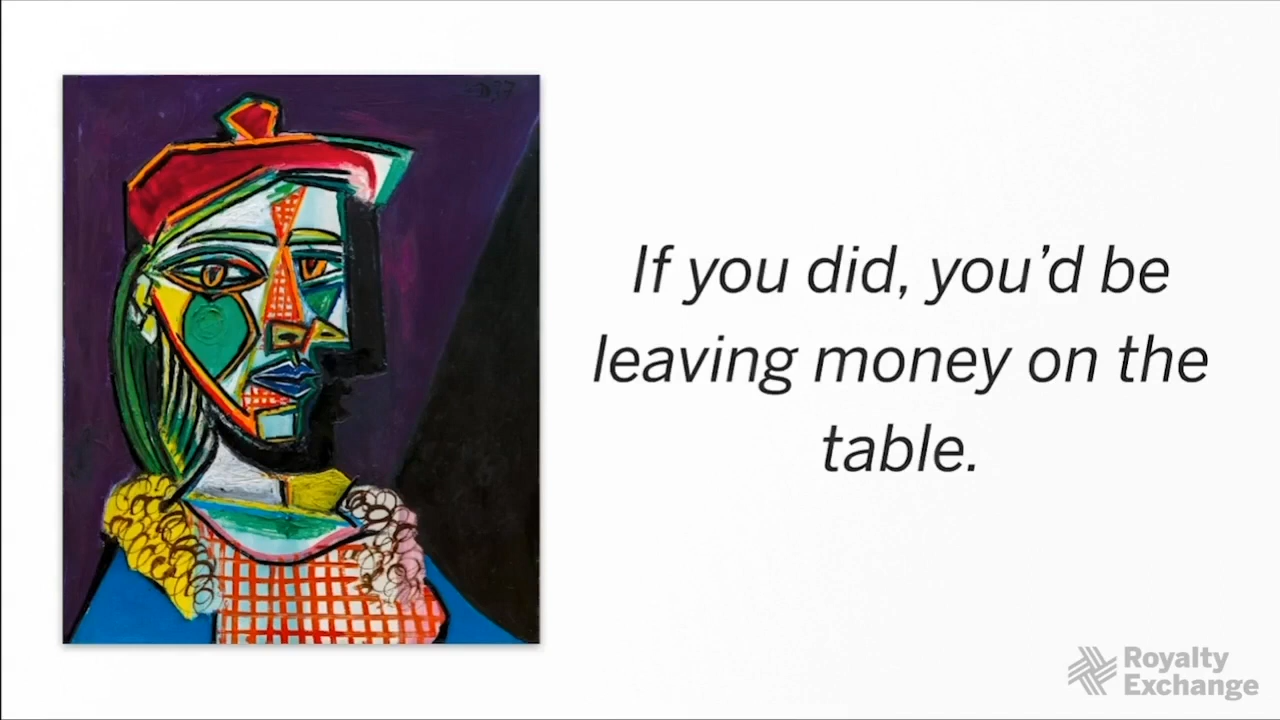 If you did, you’d be
leaving money on the
table.
Royalty
Exchange